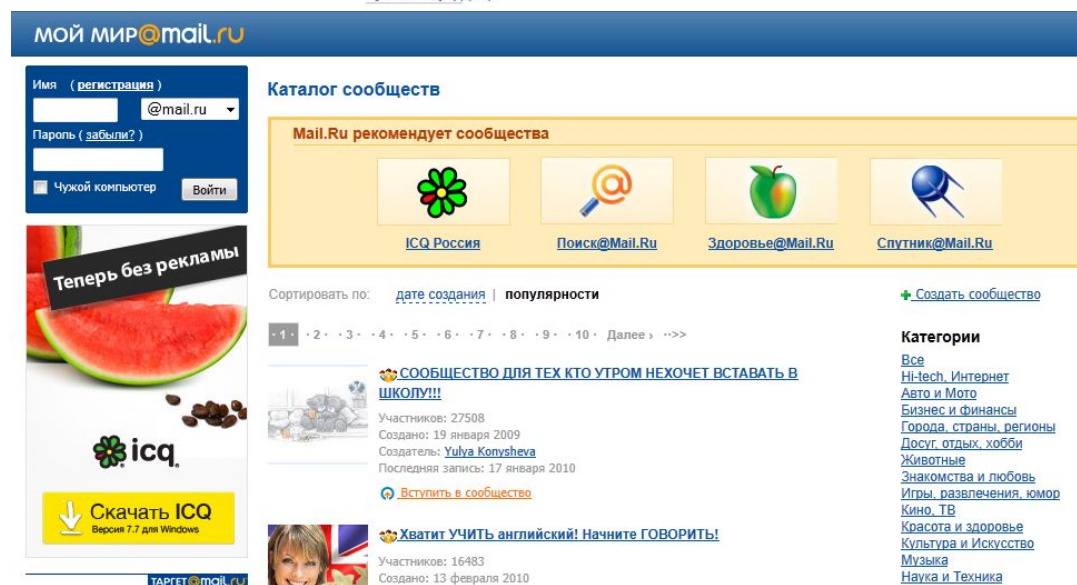 мой мир@mail.ru
Имя ( регистрация )
@mail.ru
Пароль ( забыли? )
Чужой компьютер
Войти
Теперь без рекламы
icq
Скачать ICQ
Версия 7.7 для Windows
ТАРГЕТ@mail.ru
Каталог сообществ
Mail.Ru рекомендует сообщества
ICQ Россия
Поиск@Mail.Ru
Здоровье@Mail.Ru
Спутник@Mail.Ru
Сортировать по: дате создания | популярности
· 1 · · 2 · · 3 · · 4 · · 5 · · 6 · · 7 · · 8 · · 9 · · 10 · Далее › ··>>
СООБЩЕСТВО ДЛЯ ТЕХ КТО УТРОМ НЕХОЧЕТ ВСТАВАТЬ В
ШКОЛУ!!!
Участников: 27508
Создано: 19 января 2009
Создатель: Yulya Konysheva
Последняя запись: 17 января 2010
Вступить в сообщество
Хватит УЧИТЬ английский! Начните ГОВОРИТЬ!
Участников: 16483
Создано: 13 февраля 2010
Создать сообщество
Категории
Все
Hi-tech, Интернет
Авто и Мото
Бизнес и финансы
Города, страны, регионы
Досуг, отдых, хобби
Животные
Знакомства и любовь
Игры, развлечения, юмор
Кино, ТВ
Красота и здоровье
Культура и Искусство
Музыка
Наука и Техника